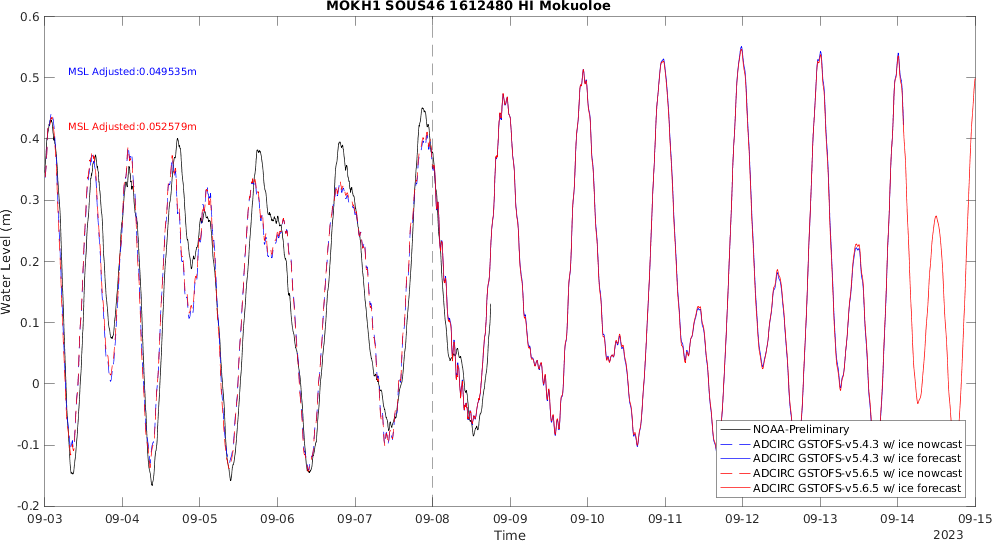 MOKH1 SOUS46 1612480 HI Mokuoloe
0.6
0.5
0.4
0.3
0.2
0.1
0
-0.1
-0.2
Water Level (m)
MSL Adjusted:0.049535m
MSL Adjusted:0.052579m
NOAA-Preliminary
ADCIRC GSTOFS-v5.4.3 w/ ice nowcast
ADCIRC GSTOFS-v5.4.3 w/ ice forecast
ADCIRC GSTOFS-v5.6.5 w/ ice nowcast
ADCIRC GSTOFS-v5.6.5 w/ ice forecast
09-03 09-04 09-05 09-06 09-07 09-08 09-09 09-10 09-11 09-12 09-13 09-14 09-15
Time
2023